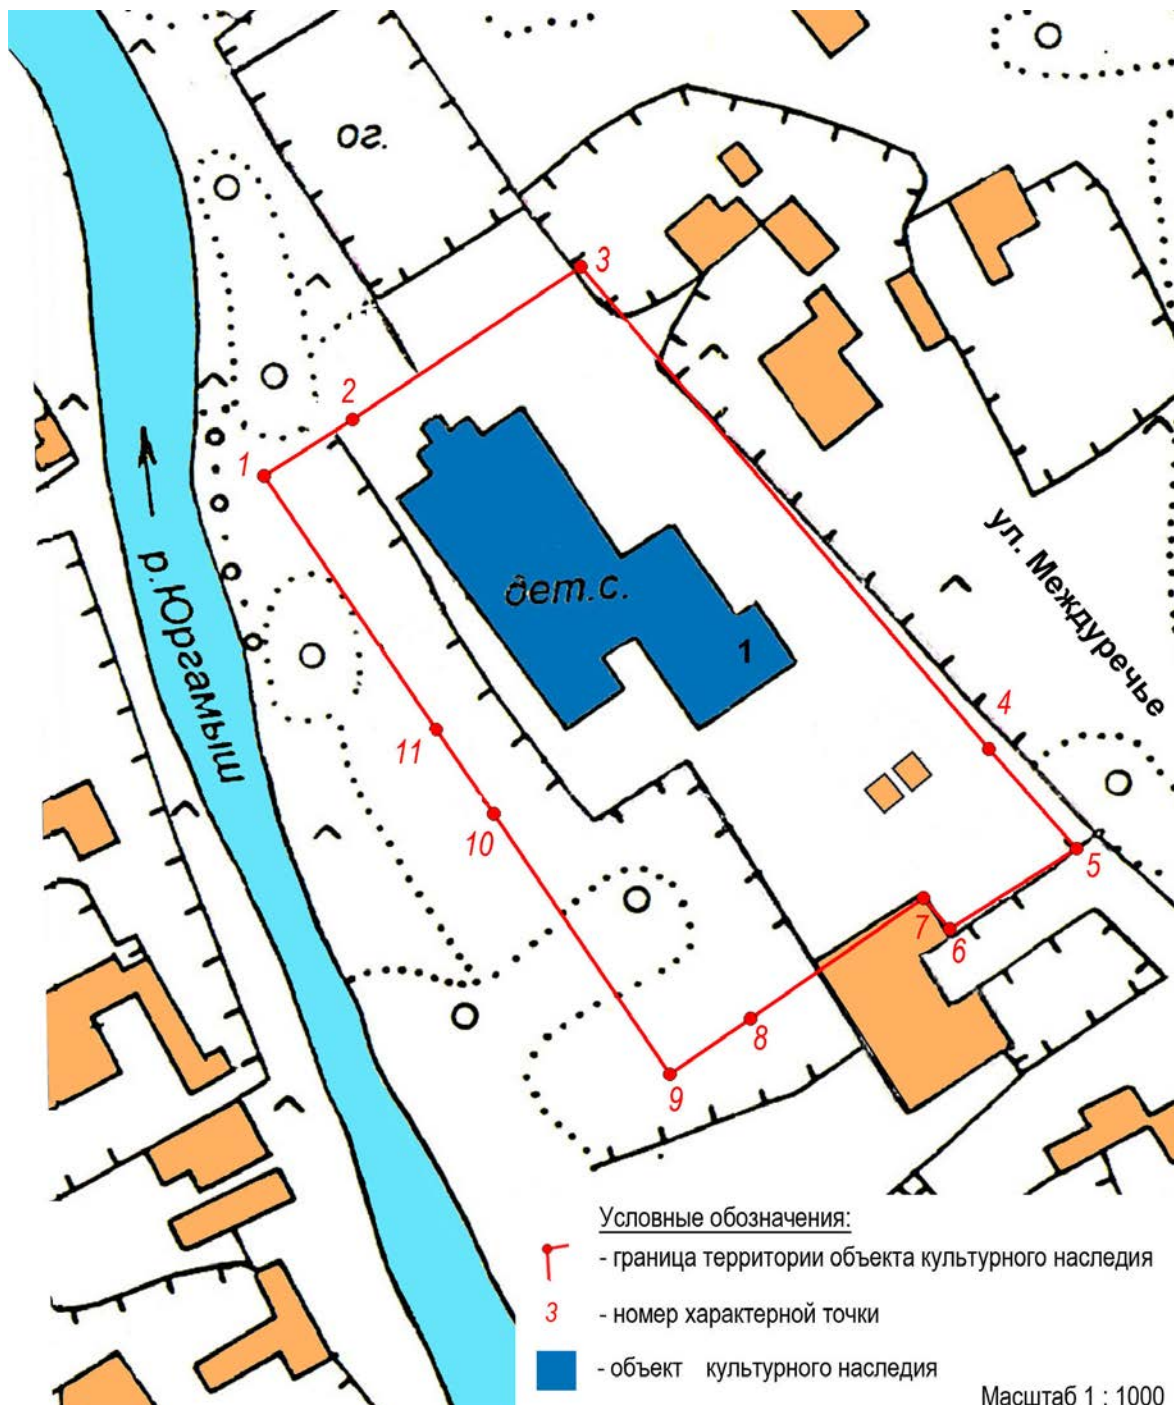 ог.
3
2
1
р.Юргамыш
дет.с.
1
ул. Междуречье
4
11
10
5
7
6
8
9
Условные обозначения:
- граница территории объекта культурного наследия
3 - номер характерной точки
- объект культурного наследия
Масштаб 1 : 1000